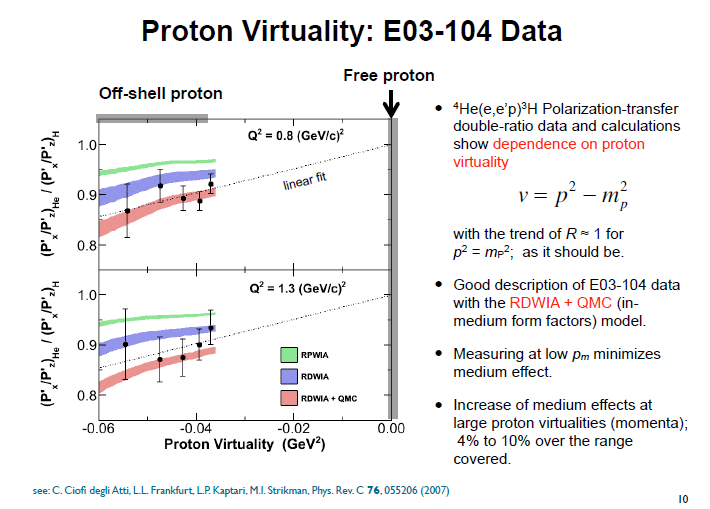 Proton Virtuality: E03-104 Data
Free proton
Off-shell proton
Q² = 0.8 (GeV/c)²
1.0
0.9
0.8
linear fit
(P'x/P'z)He / (P'x/P'z)H
Q² = 1.3 (GeV/c)²
1.0
0.9
0.8
(P'x/P'z)He / (P'x/P'z)H
RPWIA
RDWIA
RDWIA + QMC
-0.06 -0.04 -0.02 0.00
Proton Virtuality (GeV²)
• ⁴He(e,e'p)³H Polarization-transfer
double-ratio data and calculations
show dependence on proton
virtuality
v = p² − mp²
with the trend of R ≈ 1 for
p² = mP²; as it should be.
• Good description of E03-104 data
with the RDWIA + QMC (in-
medium form factors) model.
• Measuring at low pm minimizes
medium effect.
• Increase of medium effects at
large proton virtualities (momenta);
4% to 10% over the range
covered.
see: C. Ciofi degli Atti, L.L. Frankfurt, L.P. Kaptari, M.I. Strikman, Phys. Rev. C 76, 055206 (2007)
10